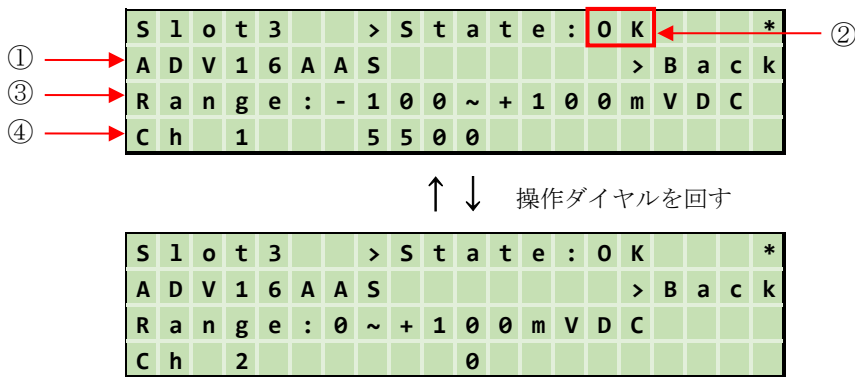 Slot3 >State:OK *
②
① ADV16AAS >Back
③ Range:-100~+100mVDC
④ Ch 1 5500
↑ ↓ 操作ダイヤルを回す
Slot3 >State:OK *
ADV16AAS >Back
Range:0~+100mVDC
Ch 2 0